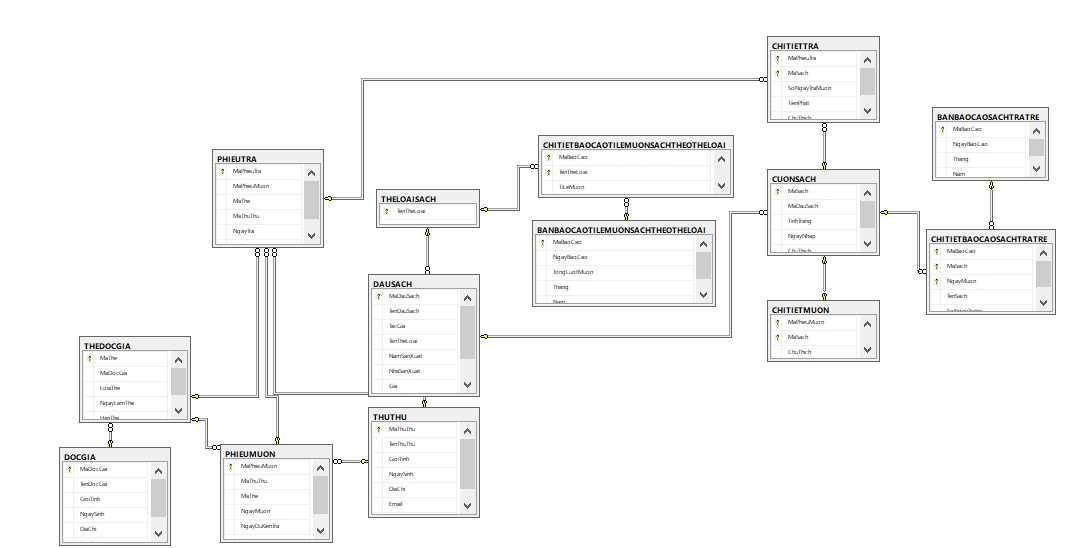 CHITIETTRA
MaPhieuTra
MaSach
SoNgayTraMuon
TienPhat
ChuThich
BANBAOCAOSACHTRATRE
MaBaoCao
NgayBaoCao
Thang
Nam
CHITIETBAOCAOTILEMUONSACHTHEOTHELOAI
MaBaoCao
TenTheLoai
TiLeMuon
PHIEUTRA
MaPhieuTra
MaPhieuMuon
MaThe
MaThuThu
NgayTra
THELOAISACH
TenTheLoai
CUONSACH
MaSach
MaDauSach
TinhTrang
NgayNhap
ChuThich
BANBAOCAOTILEMUONSACHTHEOTHELOAI
MaBaoCao
NgayBaoCao
TongLuotMuon
Thang
Nam
CHITIETBAOCAOSACHTRATRE
MaBaoCao
MaSach
NgayMuon
TenSach
DAUSACH
MaDauSach
TenDauSach
TacGia
TenTheLoai
NamSanXuat
NhaSanXuat
Gia
CHITIETMUON
MaPhieuMuon
MaSach
ChuThich
THEDOCGIA
MaThe
MaDocGia
LoaiThe
NgayLamThe
HanThe
THUTHU
MaThuThu
TenThuThu
GioiTinh
NgaySinh
DiaChi
Email
DOCGIA
MaDocGia
TenDocGia
GioiTinh
NgaySinh
DiaChi
PHIEUMUON
MaPhieuMuon
MaThuThu
MaThe
NgayMuon
NgayDuKienTra